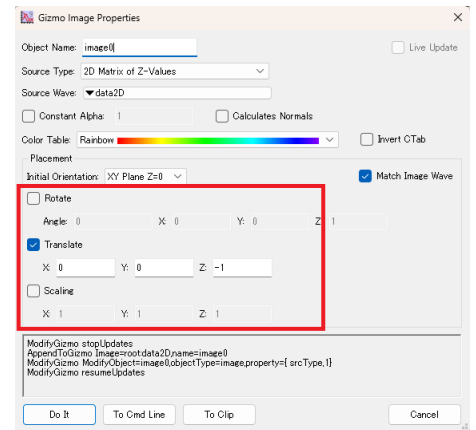 Gizmo Image Properties
Object Name: image0 Live Update
Source Type: 2D Matrix of Z-Values
Source Wave: ▼data2D
Constant Alpha: 1 Calculates Normals
Color Table: Rainbow Invert CTab
Placement
Initial Orientation: XY Plane Z=0 Match Image Wave
Rotate
Angle: 0 X: 0 Y: 0 Z: 1
Translate
X: 0 Y: 0 Z: -1
Scaling
X: 1 Y: 1 Z: 1
ModifyGizmo stopUpdates
AppendToGizmo Image=root:data2D,name=image0
ModifyGizmo ModifyObject=image0,objectType=image,property={ srcType,1}
ModifyGizmo resumeUpdates
Do It To Cmd Line To Clip Cancel